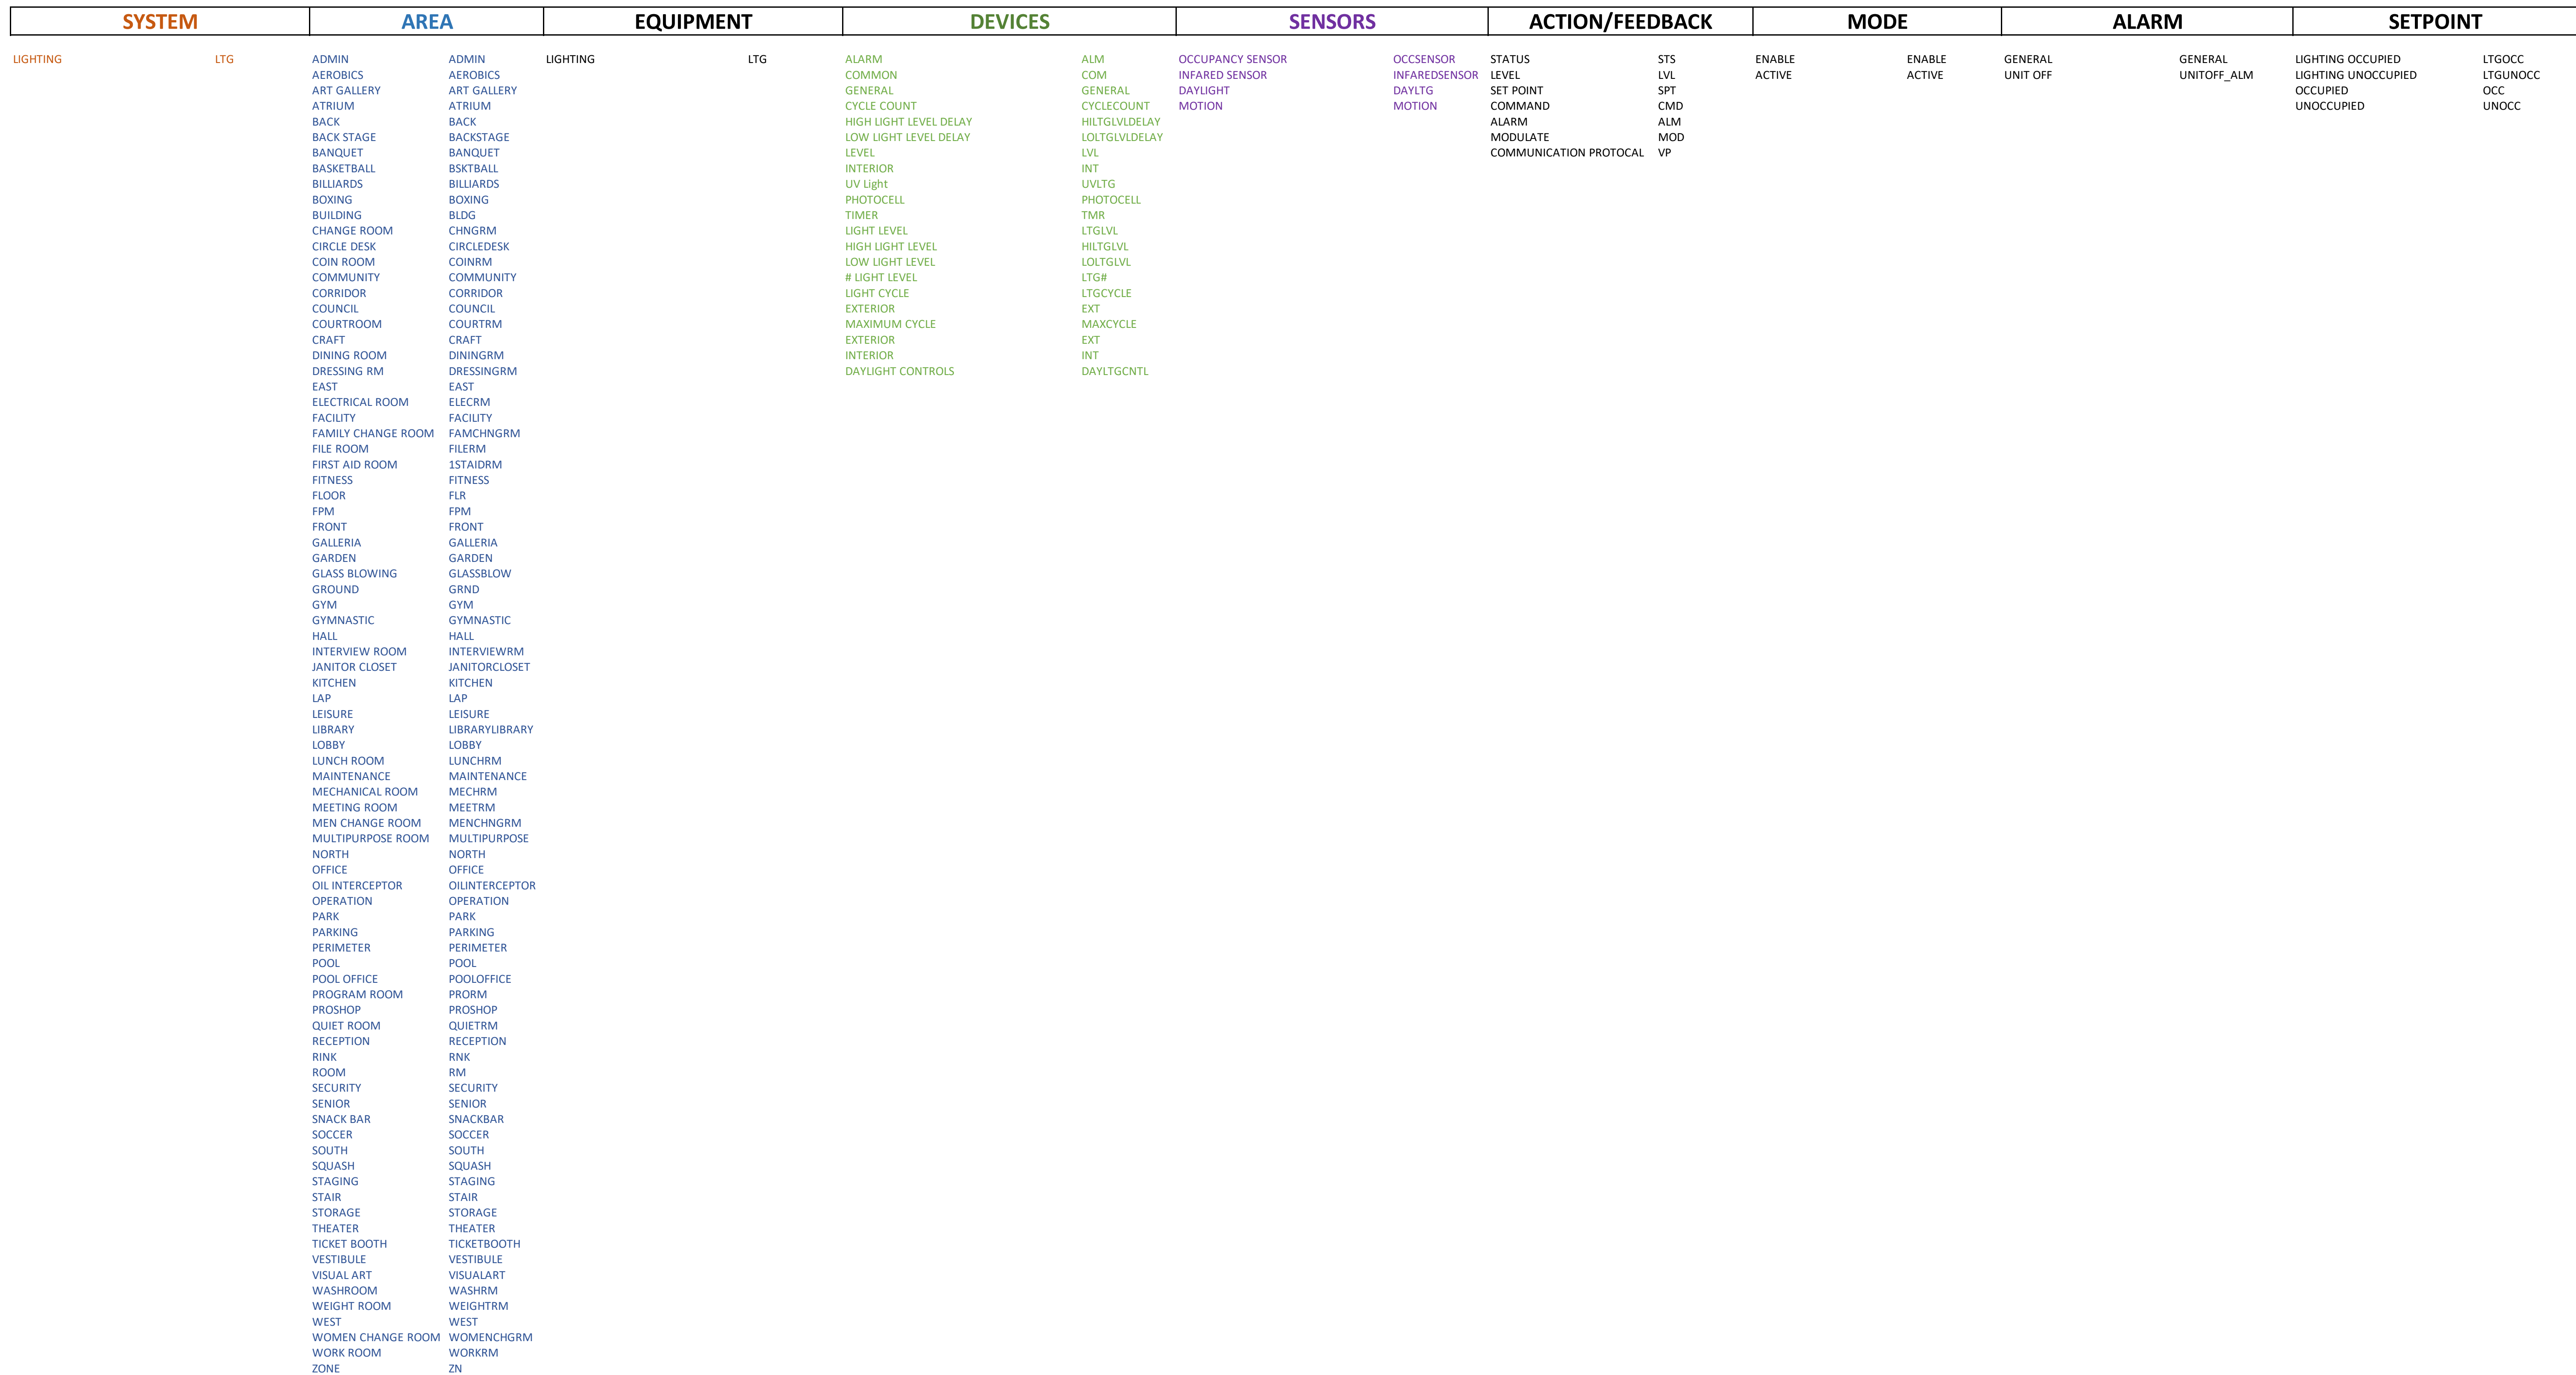 SYSTEM AREA EQUIPMENT DEVICES SENSORS ACTION/FEEDBACK MODE ALARM SETPOINT
LIGHTING LTG ADMIN ADMIN LIGHTING LTG ALARM ALM OCCUPANCY SENSOR OCCSENSOR STATUS STS ENABLE ENABLE GENERAL GENERAL LIGHTING OCCUPIED LTGOCC
AEROBICS AEROBICS COMMON COM INFARED SENSOR INFAREDSENSOR LEVEL LVL ACTIVE ACTIVE UNIT OFF UNITOFF_ALM LIGHTING UNOCCUPIED LTGUNOCC
ART GALLERY ART GALLERY GENERAL GENERAL DAYLIGHT DAYLTG SET POINT SPT OCCUPIED OCC
ATRIUM ATRIUM CYCLE COUNT CYCLECOUNT MOTION MOTION COMMAND CMD UNOCCUPIED UNOCC
BACK BACK HIGH LIGHT LEVEL DELAY HILTGLVLDELAY ALARM ALM
BACK STAGE BACKSTAGE LOW LIGHT LEVEL DELAY LOLTGLVLDELAY MODULATE MOD
BANQUET BANQUET LEVEL LVL COMMUNICATION PROTOCAL VP
BASKETBALL BSKTBALL INTERIOR INT
BILLIARDS BILLIARDS UV Light UVLTG
BOXING BOXING PHOTOCELL PHOTOCELL
BUILDING BLDG TIMER TMR
CHANGE ROOM CHNGRM LIGHT LEVEL LTGLVL
CIRCLE DESK CIRCLEDESK HIGH LIGHT LEVEL HILTGLVL
COIN ROOM COINRM LOW LIGHT LEVEL LOLTGLVL
COMMUNITY COMMUNITY # LIGHT LEVEL LTG#
CORRIDOR CORRIDOR LIGHT CYCLE LTGCYCLE
COUNCIL COUNCIL EXTERIOR EXT
COURTROOM COURTRM MAXIMUM CYCLE MAXCYCLE
CRAFT CRAFT EXTERIOR EXT
DINING ROOM DININGRM INTERIOR INT
DRESSING RM DRESSINGRM DAYLIGHT CONTROLS DAYLTGCNTL
EAST EAST
ELECTRICAL ROOM ELECRM
FACILITY FACILITY
FAMILY CHANGE ROOM FAMCHNGRM
FILE ROOM FILERM
FIRST AID ROOM 1STAIDRM
FITNESS FITNESS
FLOOR FLR
FPM FPM
FRONT FRONT
GALLERIA GALLERIA
GARDEN GARDEN
GLASS BLOWING GLASSBLOW
GROUND GRND
GYM GYM
GYMNASTIC GYMNASTIC
HALL HALL
INTERVIEW ROOM INTERVIEWRM
JANITOR CLOSET JANITORCLOSET
KITCHEN KITCHEN
LAP LAP
LEISURE LEISURE
LIBRARY LIBRARYLIBRARY
LOBBY LOBBY
LUNCH ROOM LUNCHRM
MAINTENANCE MAINTENANCE
MECHANICAL ROOM MECHRM
MEETING ROOM MEETRM
MEN CHANGE ROOM MENCHNGRM
MULTIPURPOSE ROOM MULTIPURPOSE
NORTH NORTH
OFFICE OFFICE
OIL INTERCEPTOR OILINTERCEPTOR
OPERATION OPERATION
PARK PARK
PARKING PARKING
PERIMETER PERIMETER
POOL POOL
POOL OFFICE POOLOFFICE
PROGRAM ROOM PRORM
PROSHOP PROSHOP
QUIET ROOM QUIETRM
RECEPTION RECEPTION
RINK RNK
ROOM RM
SECURITY SECURITY
SENIOR SENIOR
SNACK BAR SNACKBAR
SOCCER SOCCER
SOUTH SOUTH
SQUASH SQUASH
STAGING STAGING
STAIR STAIR
STORAGE STORAGE
THEATER THEATER
TICKET BOOTH TICKETBOOTH
VESTIBULE VESTIBULE
VISUAL ART VISUALART
WASHROOM WASHRM
WEIGHT ROOM WEIGHTRM
WEST WEST
WOMEN CHANGE ROOM WOMENCHGRM
WORK ROOM WORKRM
ZONE ZN